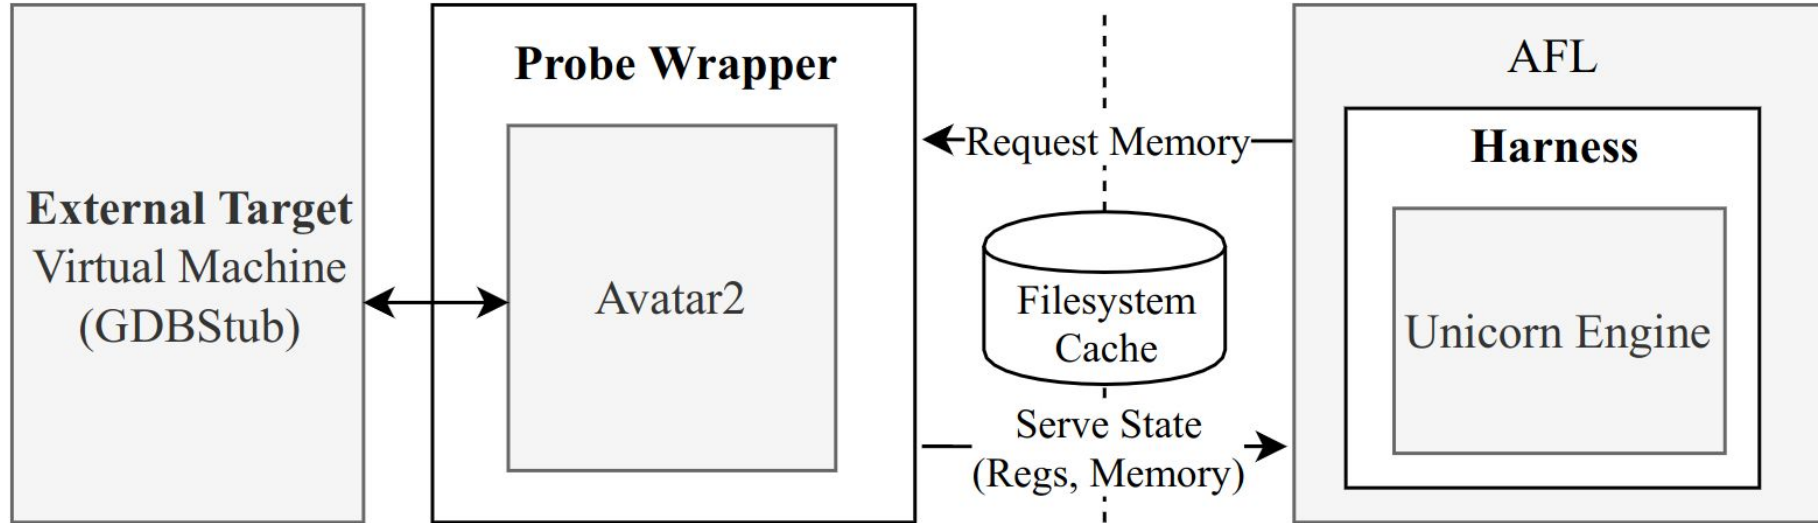 External Target
Virtual Machine
(GDBStub)
Probe Wrapper
Avatar2
Request Memory
Filesystem
Cache
Serve State
(Regs, Memory)
AFL
Harness
Unicorn Engine